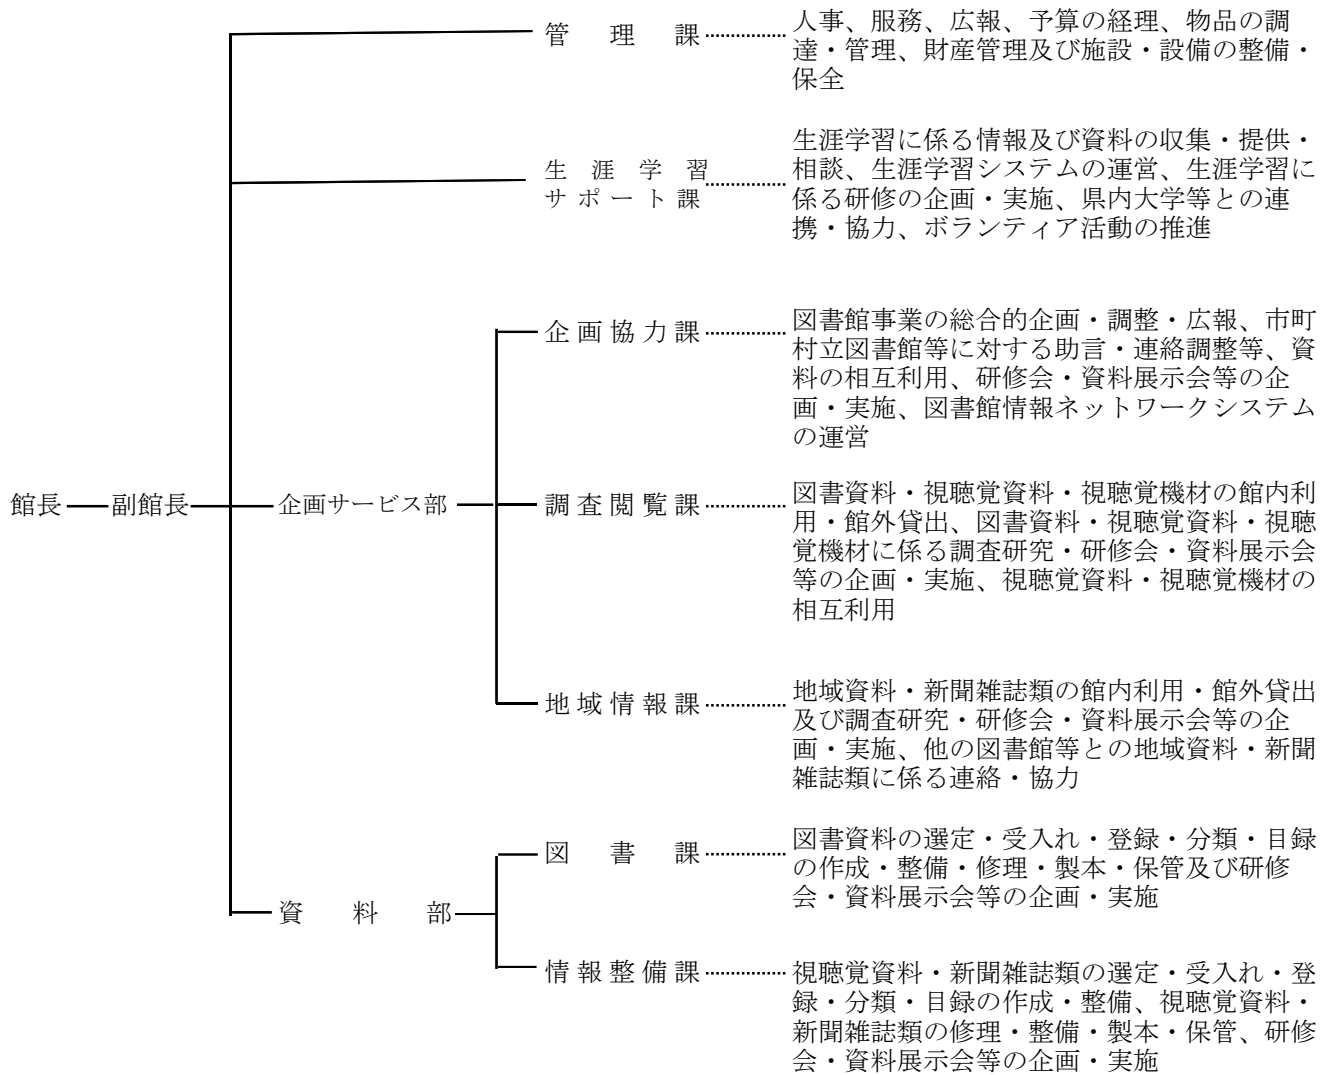 管理課
人事、服務、広報、予算の経理、物品の調
達・管理、財産管理及び施設・設備の整備・
保全
生涯学習
サポート課
生涯学習に係る情報及び資料の収集・提供・
相談、生涯学習システムの運営、生涯学習に
係る研修の企画・実施、県内大学等との連
携・協力、ボランティア活動の推進
館長
副館長
企画サービス部
企画協力課
図書館事業の総合的企画・調整・広報、市町
村立図書館等に対する助言・連絡調整等、資
料の相互利用、研修会・資料展示会等の企
画・実施、図書館情報ネットワークシステム
の運営
調査閲覧課
図書資料・視聴覚資料・視聴覚機材の館内利
用・館外貸出、図書資料・視聴覚資料・視聴
覚機材に係る調査研究・研修会・資料展示会
等の企画・実施、視聴覚資料・視聴覚機材の
相互利用
地域情報課
地域資料・新聞雑誌類の館内利用・館外貸出
及び調査研究・研修会・資料展示会等の企
画・実施、他の図書館等との地域資料・新聞
雑誌類に係る連絡・協力
資料部
図書課
図書資料の選定・受入れ・登録・分類・目録
の作成・整備・修理・製本・保管及び研修
会・資料展示会等の企画・実施
情報整備課
視聴覚資料・新聞雑誌類の選定・受入れ・登
録・分類・目録の作成・整備、視聴覚資料・
新聞雑誌類の修理・整備・製本・保管、研修
会・資料展示会等の企画・実施